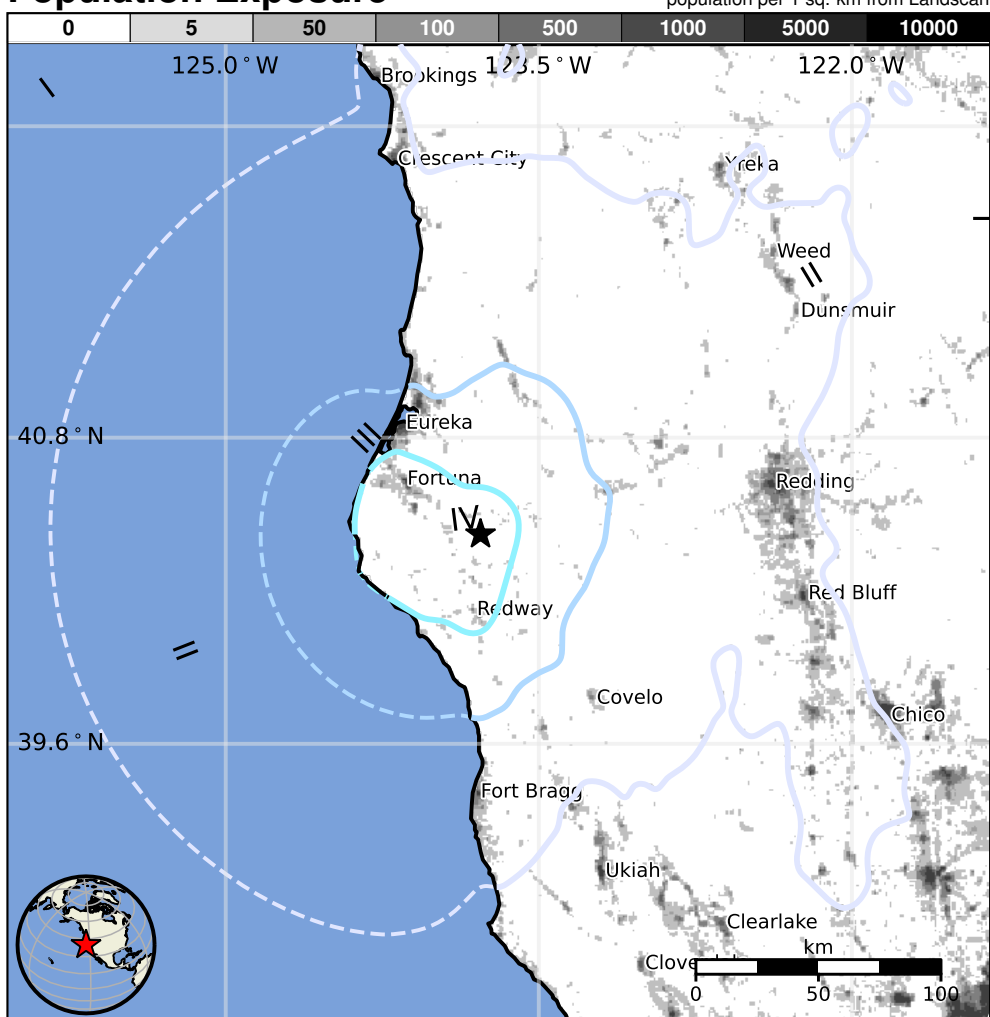 Population Exposure
population per 1 sq. km from Landscan
0 5 50 100 500 1000 5000 10000
125.0°W 123.5°W 122.0°W
Brookings
Crescent City
Yreka
Weed
Dunsmuir
40.8°N
Eureka
Fortuna
Redding
IV
Redway
Red Bluff
II
Covelo
Chico
39.6°N
Fort Bragg
Ukiah
Clearlake
km
0 50 100